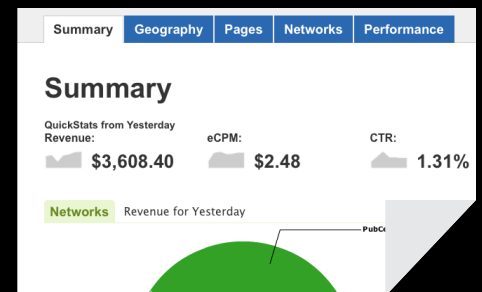 Summary Geography Pages Networks Performance
Summary
QuickStats from Yesterday
Revenue: eCPM: CTR:
$3,608.40 $2.48 1.31%
Networks Revenue for Yesterday